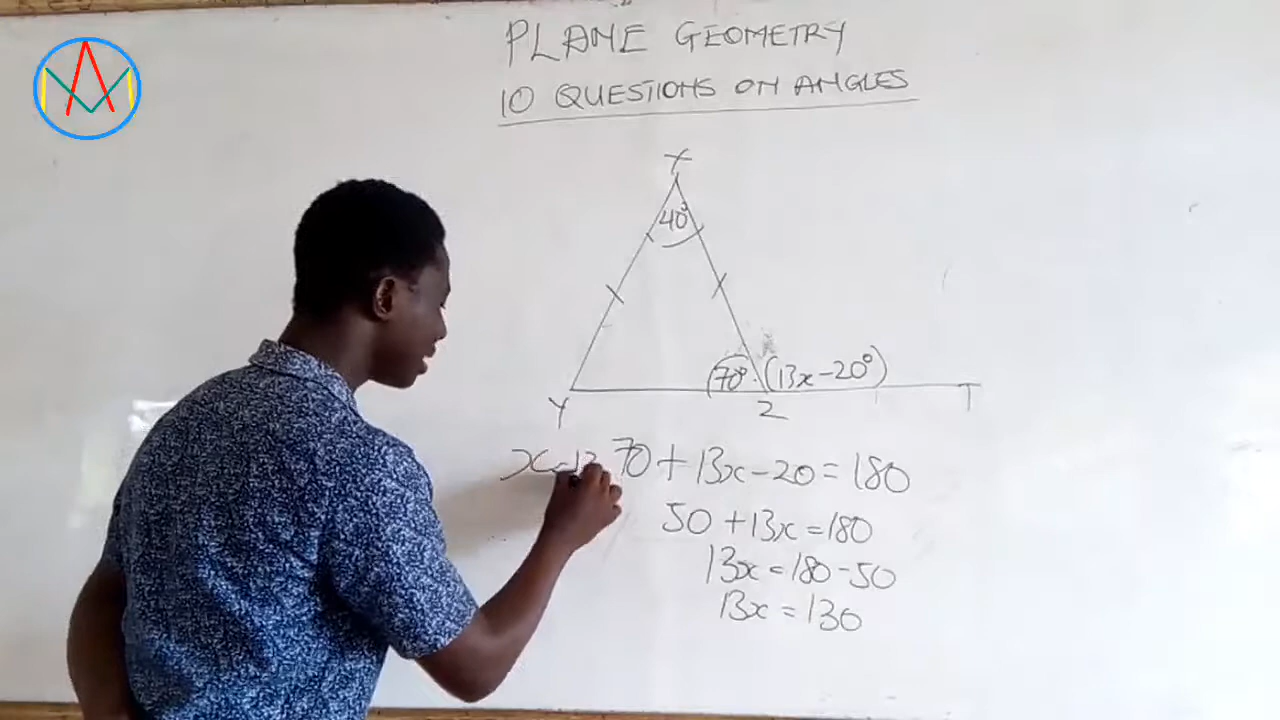 PLANE GEOMETRY
10 QUESTIONS ON ANGLES
X
40°
70° (13x-20°)
Y Z T
70+13x-20=180
50+13x=180
13x=180-50
13x=130
x=